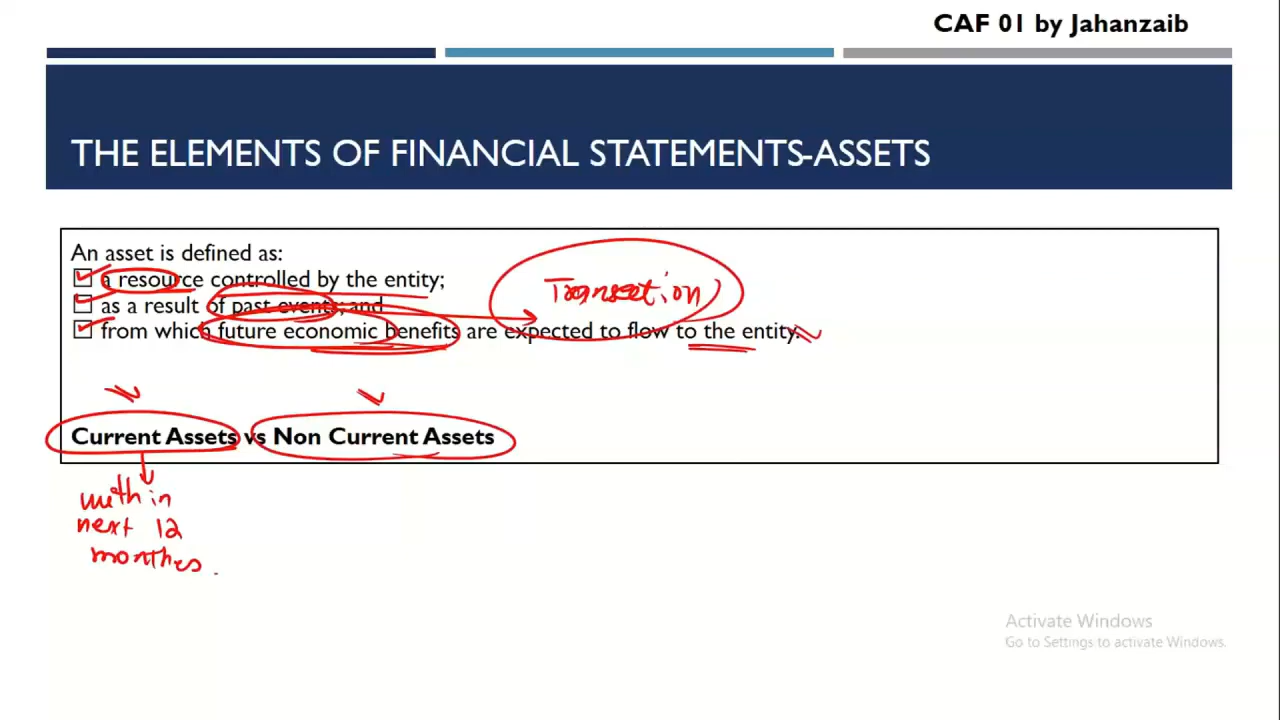 CAF 01 by Jahanzaib
THE ELEMENTS OF FINANCIAL STATEMENTS-ASSETS
An asset is defined as:
a resource controlled by the entity;
as a result of past events; and
from which future economic benefits are expected to flow to the entity.
Transection
Current Assets vs Non Current Assets
with in
next 12
monthes
Activate Windows
Go to Settings to activate Windows.